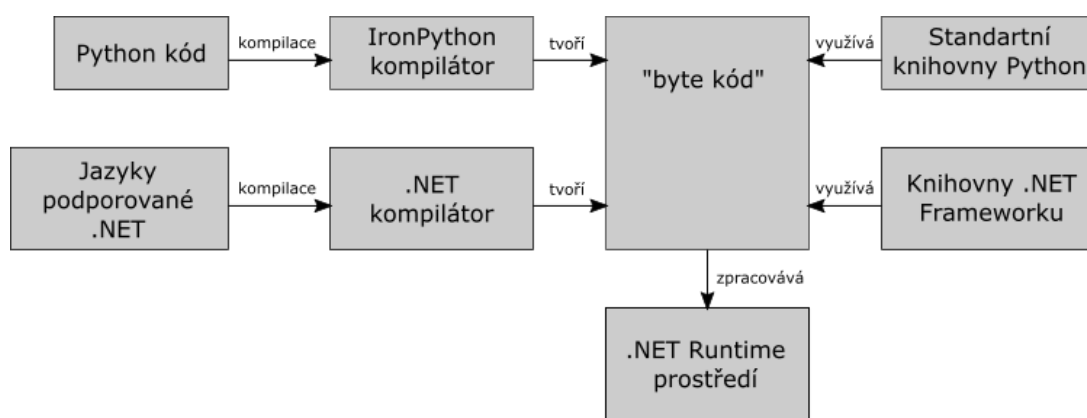 Python kód
kompilace
IronPython
kompilátor
tvoří
"byte kód"
využívá
Standartní
knihovny Python
Jazyky
podporované
.NET
kompilace
.NET
kompilátor
tvoří
využívá
Knihovny .NET
Frameworku
zpracovává
.NET Runtime
prostředí